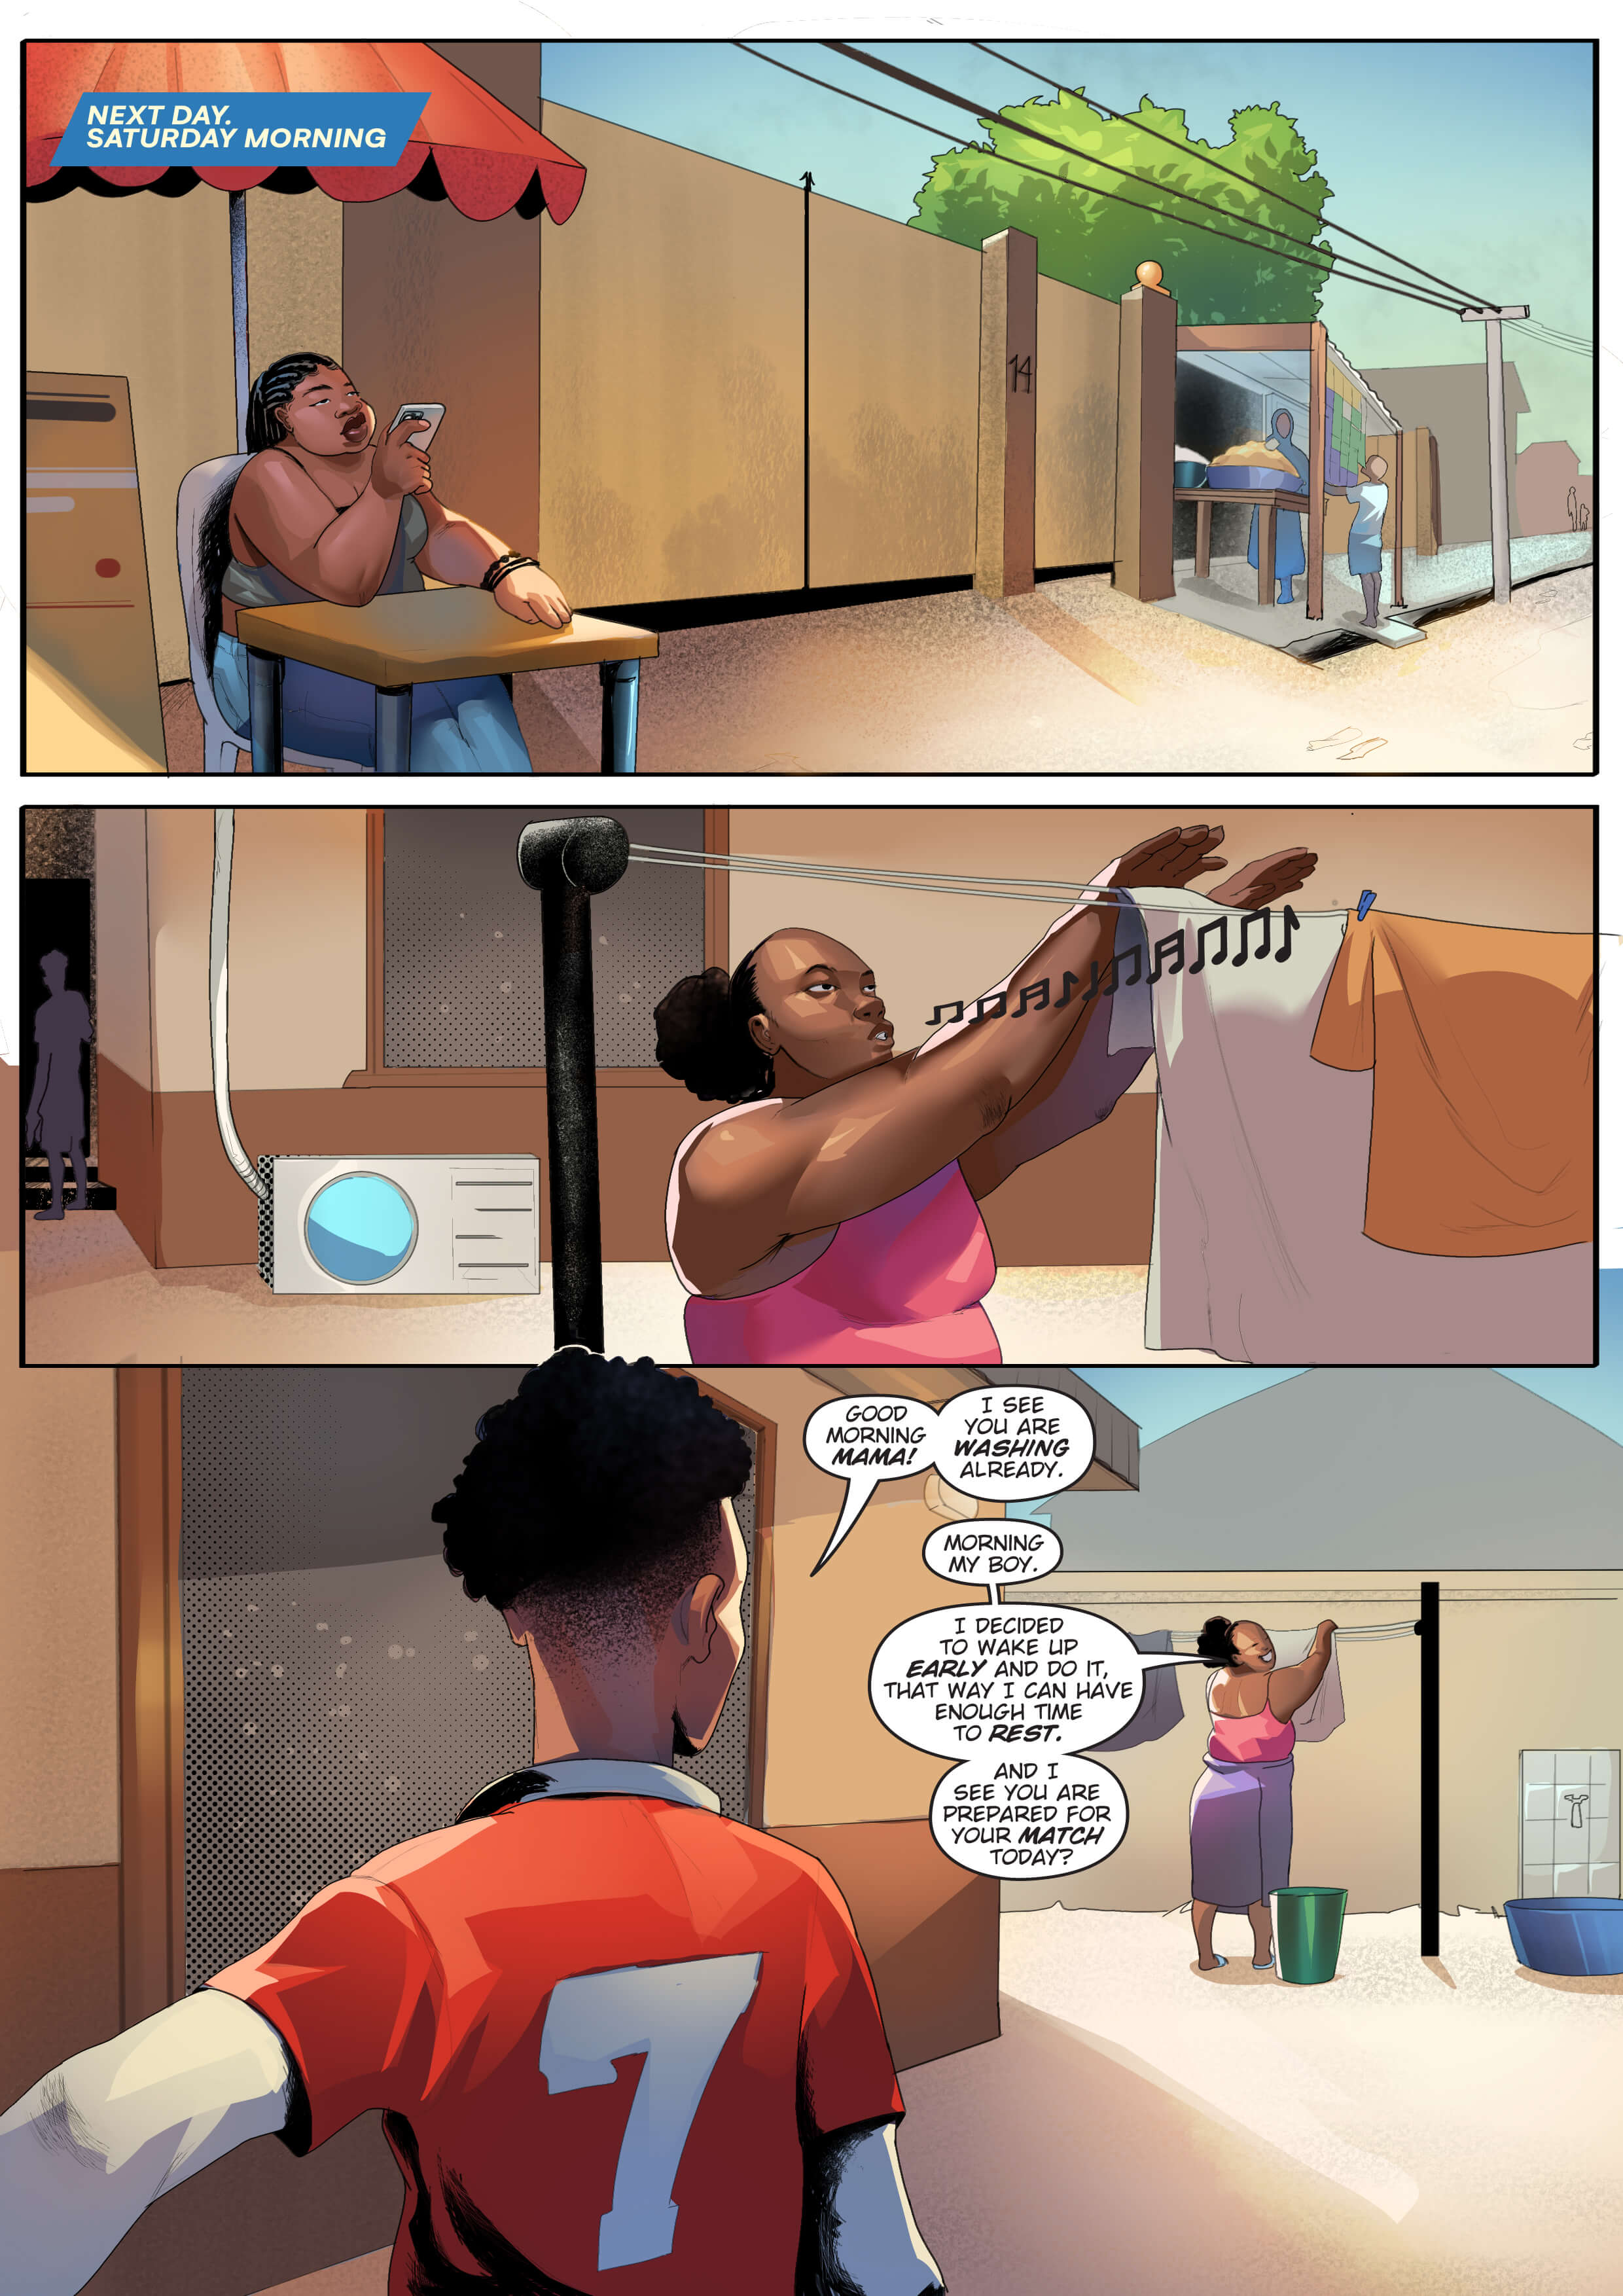 NEXT DAY.
SATURDAY MORNING
14
GOOD
MORNING
MAMA!
I SEE
YOU ARE
WASHING
ALREADY.
MORNING
MY BOY.
I DECIDED
TO WAKE UP
EARLY AND DO IT,
THAT WAY I CAN HAVE
ENOUGH TIME
TO REST.
AND I
SEE YOU ARE
PREPARED FOR
YOUR MATCH
TODAY?
7